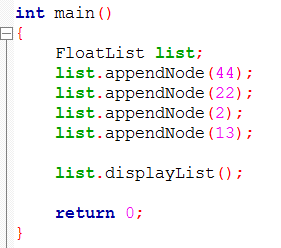 int main()
{
FloatList list;
list.appendNode(44);
list.appendNode(22);
list.appendNode(2);
list.appendNode(13);
list.displayList();
return 0;
}